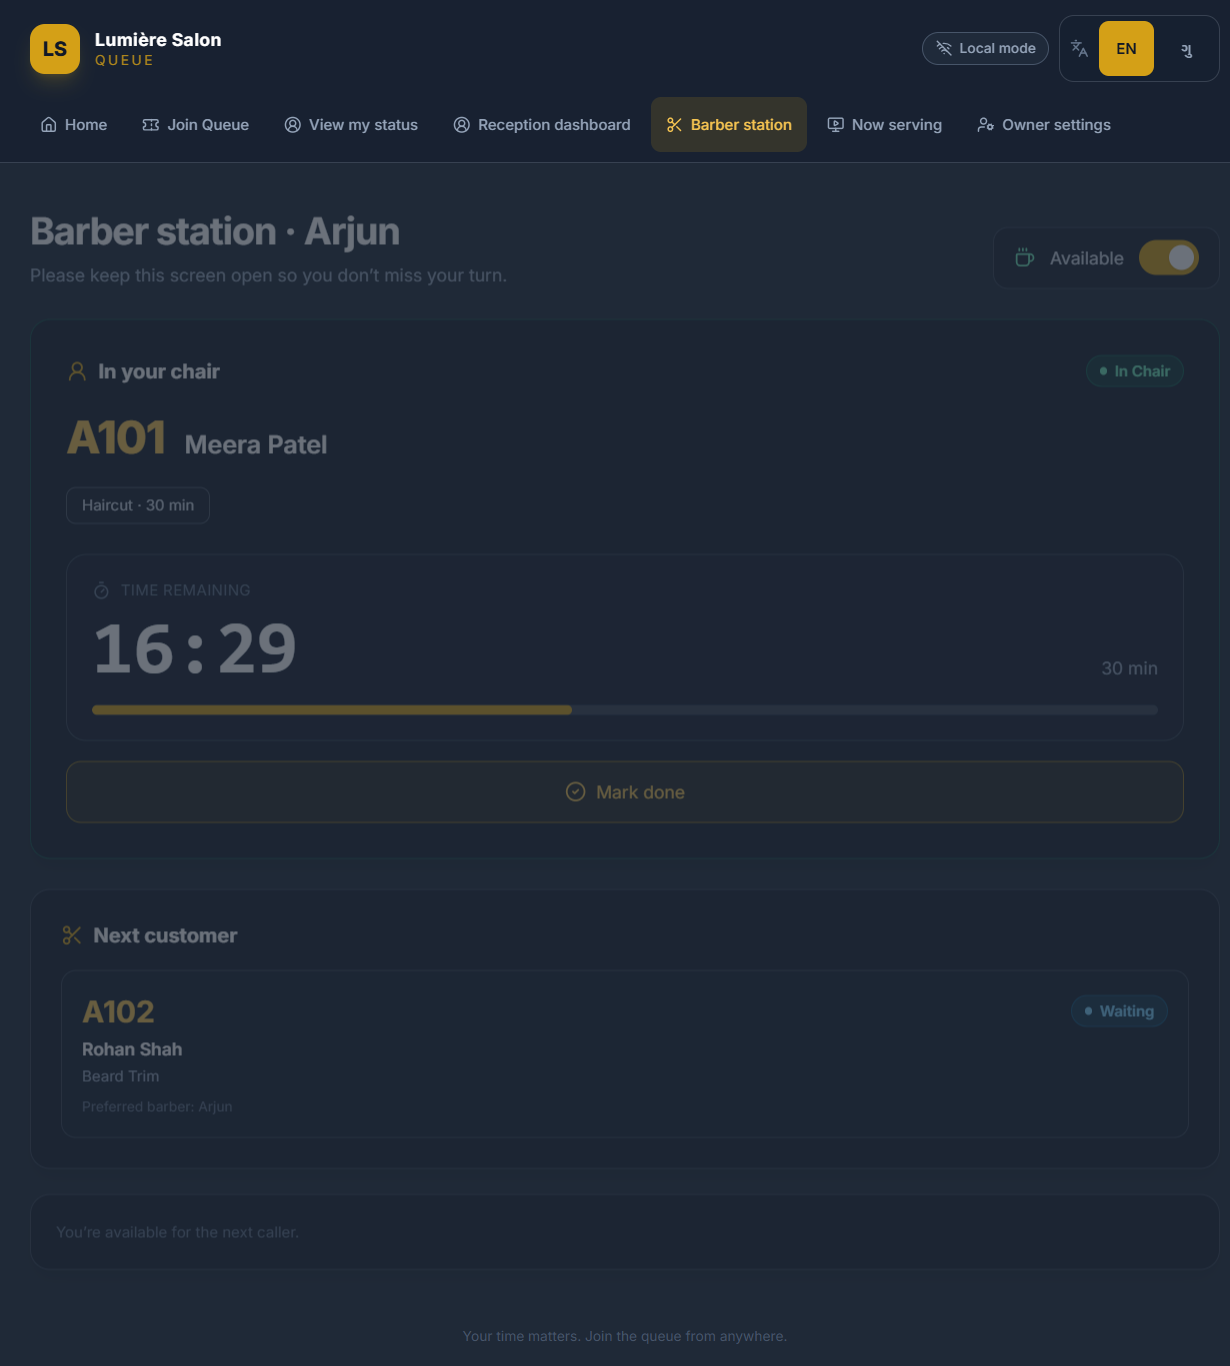 LS
Lumière Salon
QUEUE
Local mode
EN
ગુ
Home
Join Queue
View my status
Reception dashboard
Barber station
Now serving
Owner settings
Barber station · Arjun
Please keep this screen open so you don’t miss your turn.
Available
In your chair
In Chair
A101 Meera Patel
Haircut · 30 min
TIME REMAINING
16:29
30 min
Mark done
Next customer
A102
Waiting
Rohan Shah
Beard Trim
Preferred barber: Arjun
You’re available for the next caller.
Your time matters. Join the queue from anywhere.